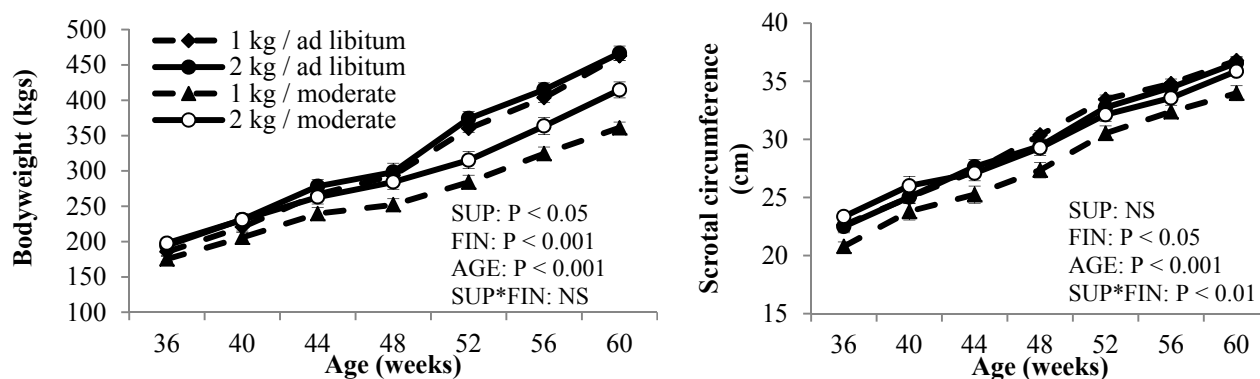 Bodyweight (kgs)
500
450
400
350
300
250
200
150
100
1 kg / ad libitum
2 kg / ad libitum
1 kg / moderate
2 kg / moderate
SUP: P < 0.05
FIN: P < 0.001
AGE: P < 0.001
SUP*FIN: NS
36 40 44 48 52 56 60
Age (weeks)
Scrotal circumference
(cm)
40
35
30
25
20
15
SUP: NS
FIN: P < 0.05
AGE: P < 0.001
SUP*FIN: P < 0.01
36 40 44 48 52 56 60
Age (weeks)